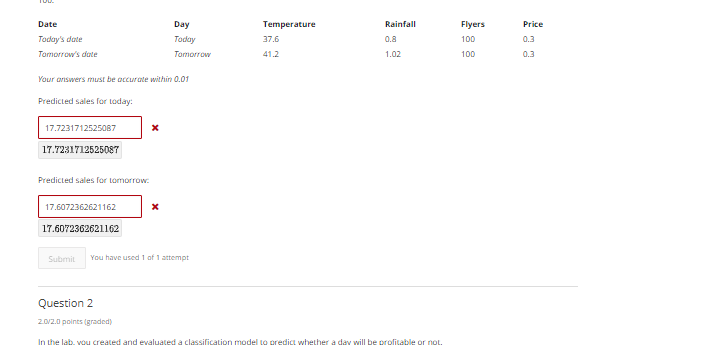 100.
Date Day Temperature Rainfall Flyers Price
Today's date Today 37.6 0.8 100 0.3
Tomorrow's date Tomorrow 41.2 1.02 100 0.3
Your answers must be accurate within 0.01
Predicted sales for today:
17.7231712525087
17.7231712525087
Predicted sales for tomorrow:
17.6072362621162
17.6072362621162
Submit You have used 1 of 1 attempt
Question 2
2.0/2.0 points (graded)
In the lab, you created and evaluated a classification model to predict whether a day will be profitable or not.